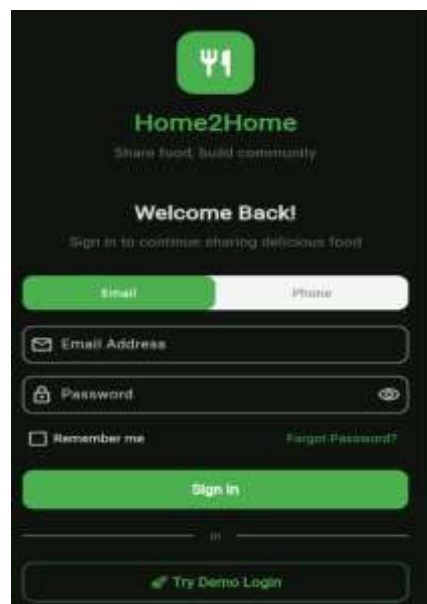 Home2Home
Share food, build community
Welcome Back!
Sign in to continue sharing delicious food
Email Phone
Email Address
Password
Remember me Forgot Password?
Sign In
or
Try Demo Login